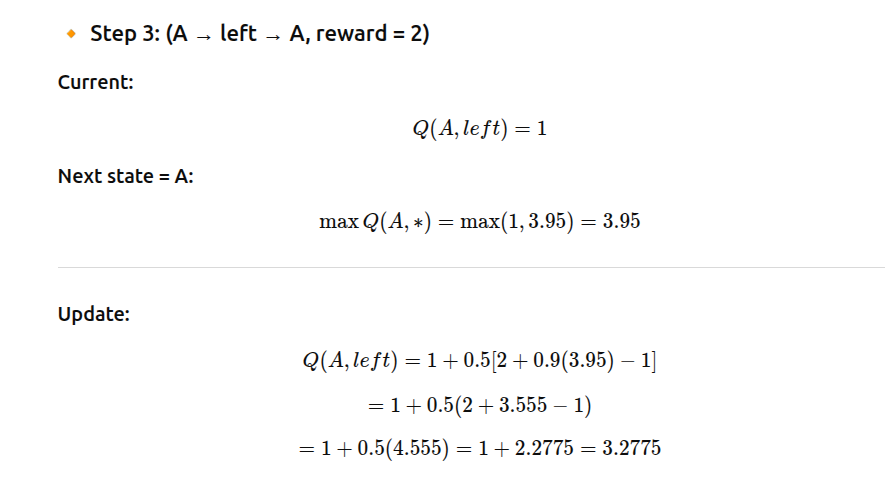 🔸 Step 3: (A → left → A, reward = 2)
Current:
Q(A, left) = 1
Next state = A:
max Q(A, ∗) = max(1, 3.95) = 3.95
Update:
Q(A, left) = 1 + 0.5[2 + 0.9(3.95) − 1]
= 1 + 0.5(2 + 3.555 − 1)
= 1 + 0.5(4.555) = 1 + 2.2775 = 3.2775